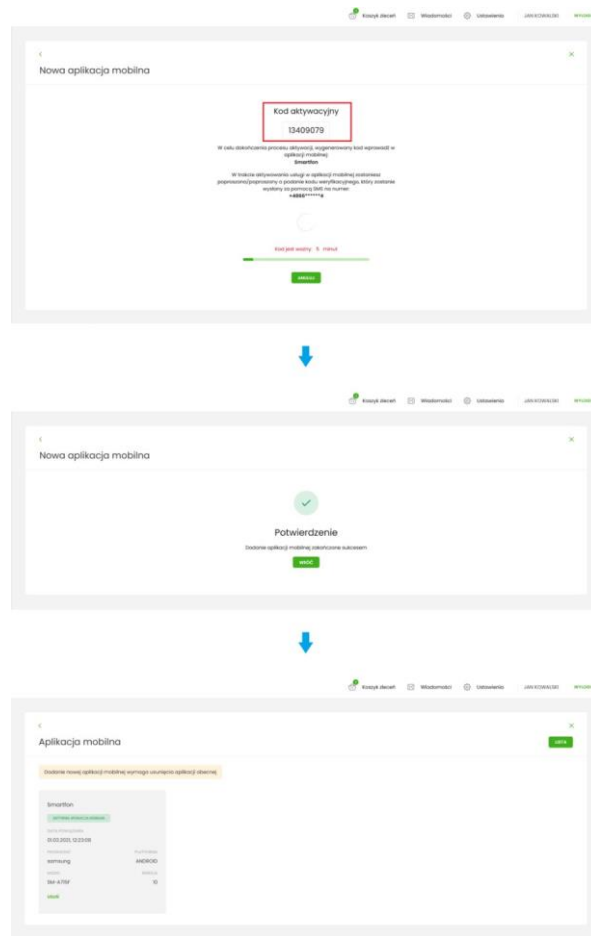 Koszyk zleceń Wiadomości Ustawienia JAN KOWALSKI
Nowa aplikacja mobilna
Kod aktywacyjny
13409079
W celu dokończenia procesu aktywacji, wygenerowany kod wprowadź w
aplikacji mobilnej:
Smartfon
W trakcie aktywowania usługi w aplikacji mobilnej zostaniesz
poproszona/poproszony o podanie kodu weryfikacyjnego, który zostanie
wysłany za pomocą SMS na numer:
Kod jest ważny 5 minut
ANULUJ
Koszyk zleceń Wiadomości Ustawienia JAN KOWALSKI
Nowa aplikacja mobilna
Potwierdzenie
Dodanie aplikacji mobilnej zakończone sukcesem
WRÓĆ
Koszyk zleceń Wiadomości Ustawienia JAN KOWALSKI
Aplikacja mobilna
Dodanie nowej aplikacji mobilnej wymaga usunięcia aplikacji obecnej
Smartfon
samsung ANDROID
10